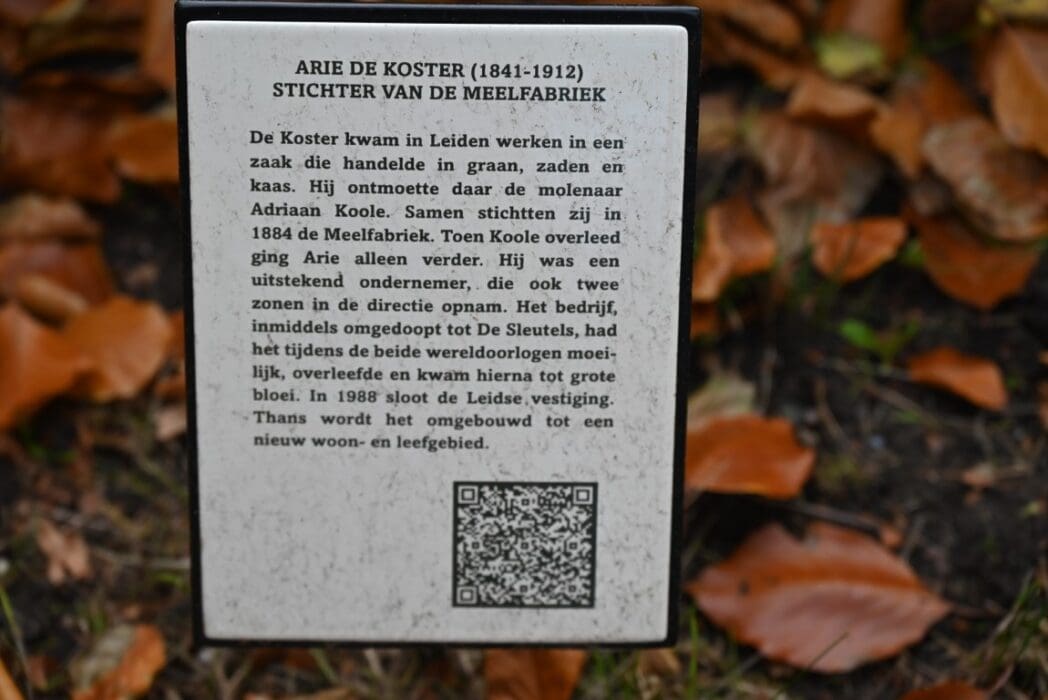 ARIE DE KOSTER (1841-1912)
STICHTER VAN DE MEELFABRIEK
De Koster kwam in Leiden werken in een
zaak die handelde in graan, zaden en
kaas. Hij ontmoette daar de molenaar
Adriaan Koole. Samen stichtten zij in
1884 de Meelfabriek. Toen Koole overleed
ging Arie alleen verder. Hij was een
uitstekend ondernemer, die ook twee
zonen in de directie opnam. Het bedrijf,
inmiddels omgedoopt tot De Sleutels, had
het tijdens de beide wereldoorlogen moei-
lijk, overleefde en kwam hierna tot grote
bloei. In 1988 sloot de Leidse vestiging.
Thans wordt het omgebouwd tot een
nieuw woon- en leefgebied.